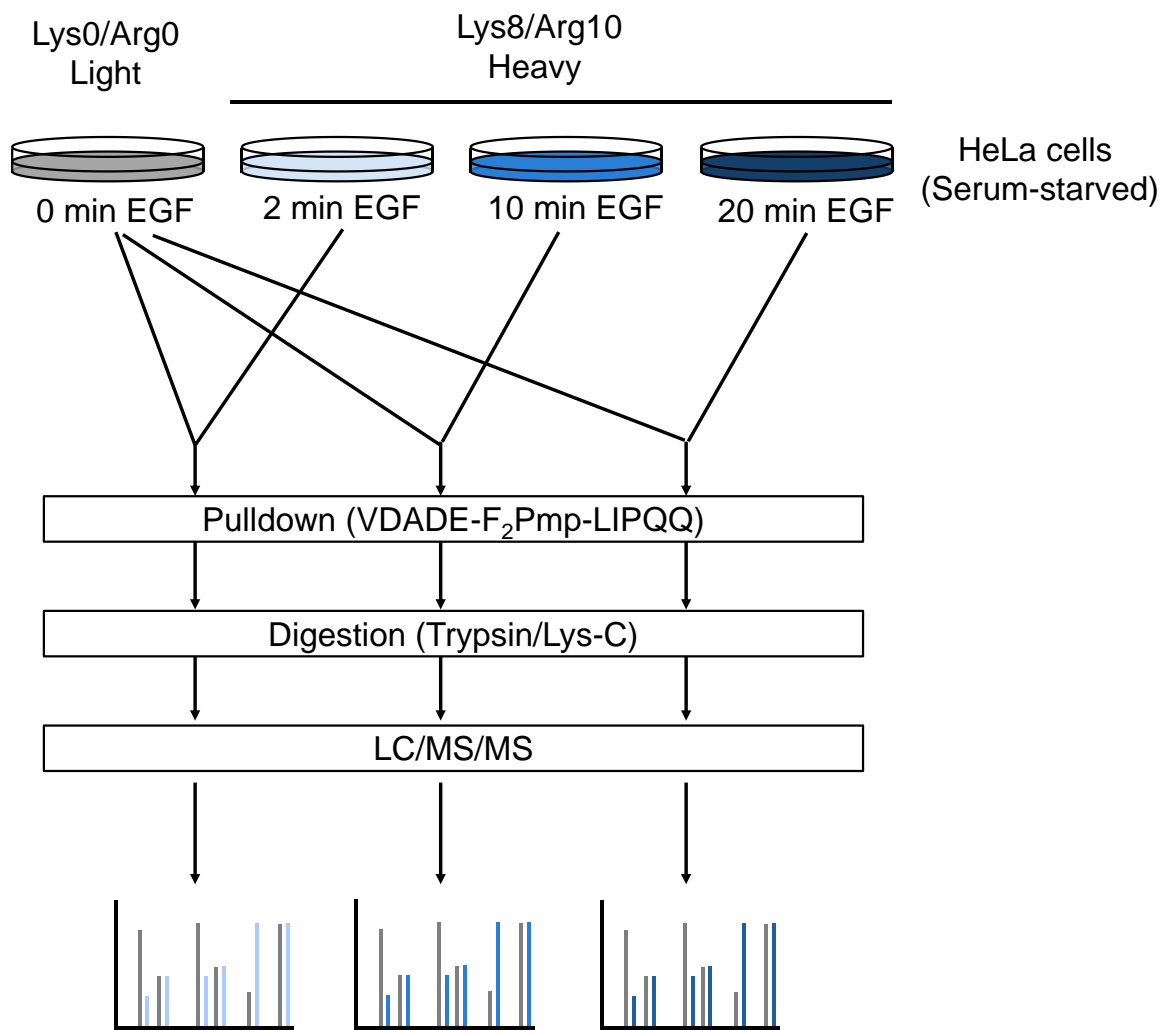 Lys0/Arg0
Light
Lys8/Arg10
Heavy
HeLa cells
(Serum-starved)
0 min EGF
2 min EGF
10 min EGF
20 min EGF
Pulldown (VDADE-F₂Pmp-LIPQQ)
Digestion (Trypsin/Lys-C)
LC/MS/MS